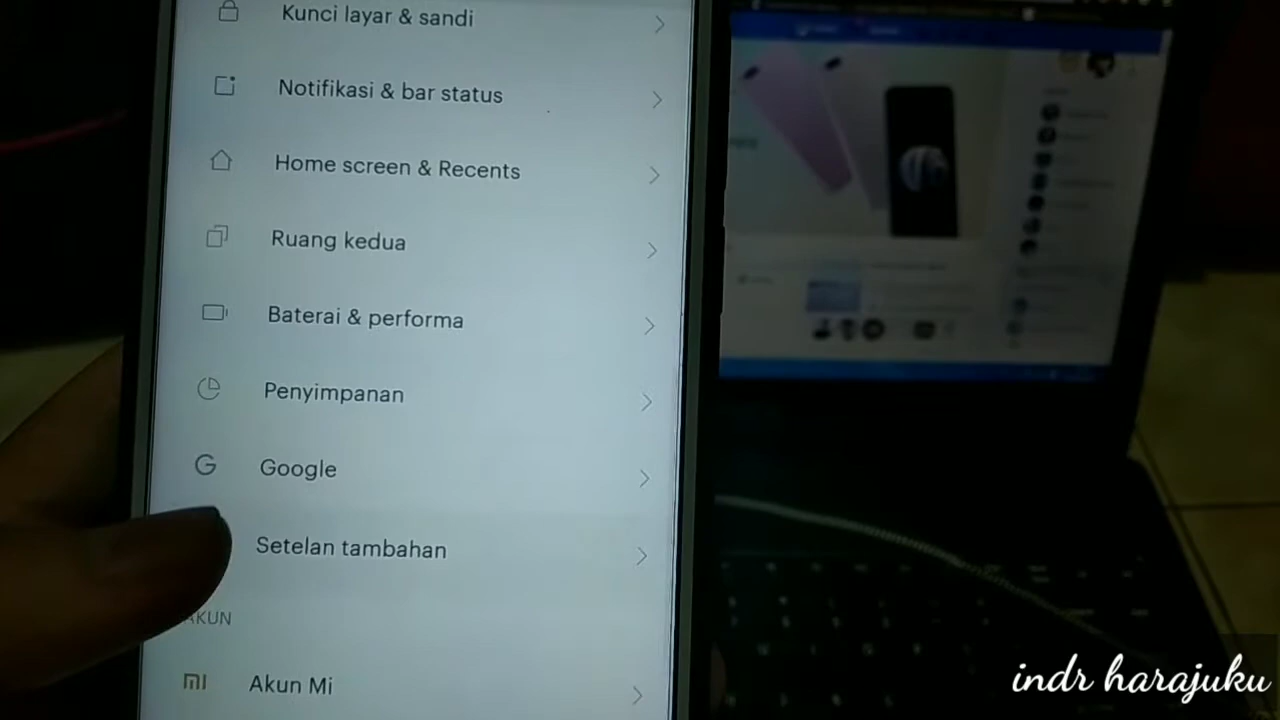 Kunci layar & sandi
Notifikasi & bar status
Home screen & Recents
Ruang kedua
Baterai & performa
Penyimpanan
Google
Setelan tambahan
AKUN
Akun Mi
indr harajuku